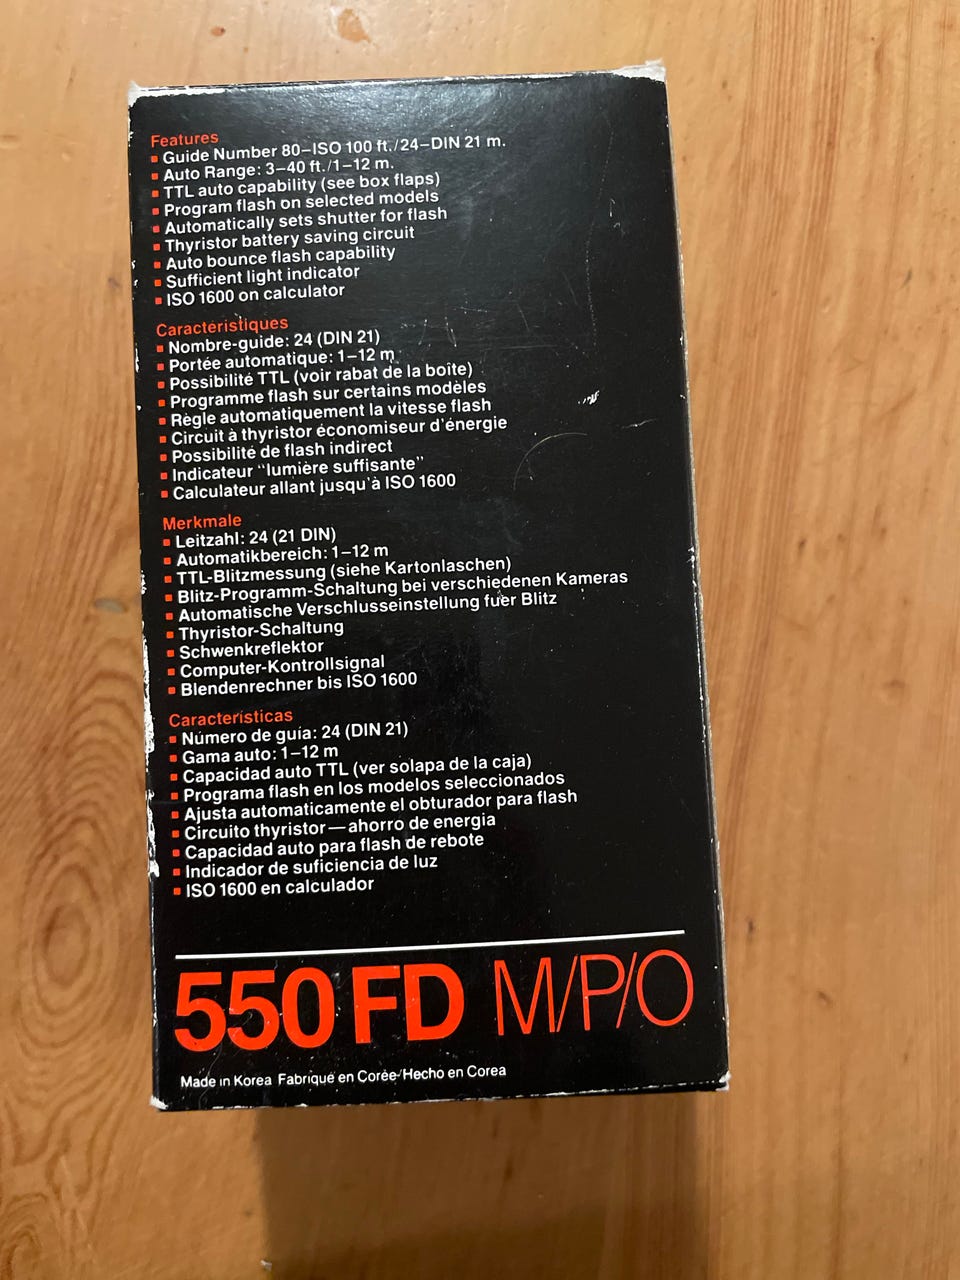 Features
▪ Guide Number 80–ISO 100 ft./24–DIN 21 m.
▪ Auto Range: 3–40 ft./1–12 m.
▪ TTL auto capability (see box flaps)
▪ Program flash on selected models
▪ Automatically sets shutter for flash
▪ Thyristor battery saving circuit
▪ Auto bounce flash capability
▪ Sufficient light indicator
▪ ISO 1600 on calculator
Caractéristiques
▪ Nombre-guide: 24 (DIN 21)
▪ Portée automatique: 1–12 m
▪ Possibilité TTL (voir rabat de la boite)
▪ Programme flash sur certains modèles
▪ Règle automatiquement la vitesse flash
▪ Circuit à thyristor économiseur d'énergie
▪ Possibilité de flash indirect
▪ Indicateur "lumière suffisante"
▪ Calculateur allant jusqu'à ISO 1600
Merkmale
▪ Leitzahl: 24 (21 DIN)
▪ Automatikbereich: 1–12 m
▪ TTL-Blitzmessung (siehe Kartonlaschen)
▪ Blitz-Programm-Schaltung bei verschiedenen Kameras
▪ Automatische Verschlusseinstellung fuer Blitz
▪ Thyristor-Schaltung
▪ Schwenkreflektor
▪ Computer-Kontrollsignal
▪ Blendenrechner bis ISO 1600
Características
▪ Número de guía: 24 (DIN 21)
▪ Gama auto: 1–12 m
▪ Capacidad auto TTL (ver solapa de la caja)
▪ Programa flash en los modelos seleccionados
▪ Ajusta automaticamente el obturador para flash
▪ Circuito thyristor—ahorro de energia
▪ Capacidad auto para flash de rebote
▪ Indicador de suficiencia de luz
▪ ISO 1600 en calculador
550 FD M/P/O
Made in Korea Fabriqué en Corée/Hecho en Corea